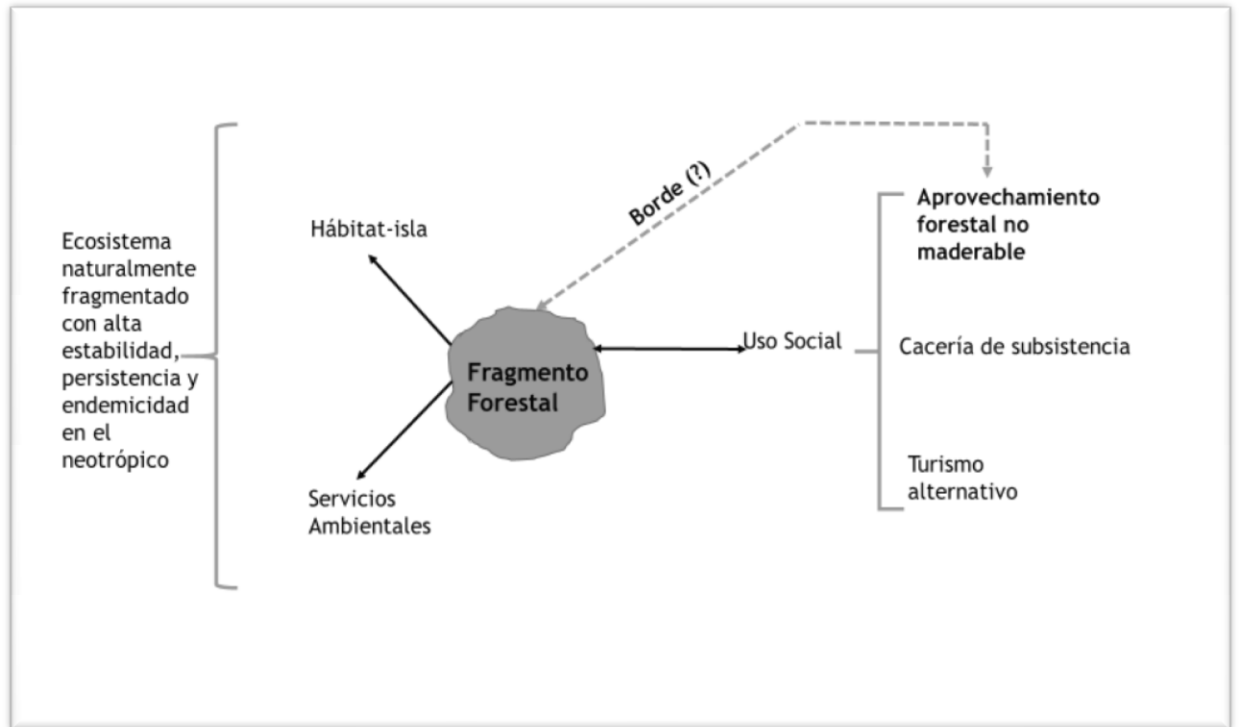 Ecosistema
naturalmente
fragmentado
con alta
estabilidad,
persistencia y
endemicidad
en el
neotrópico
Hábitat-isla
Servicios
Ambientales
Fragmento
Forestal
Borde (?)
Uso Social
Aprovechamiento
forestal no
maderable
Cacería de subsistencia
Turismo
alternativo